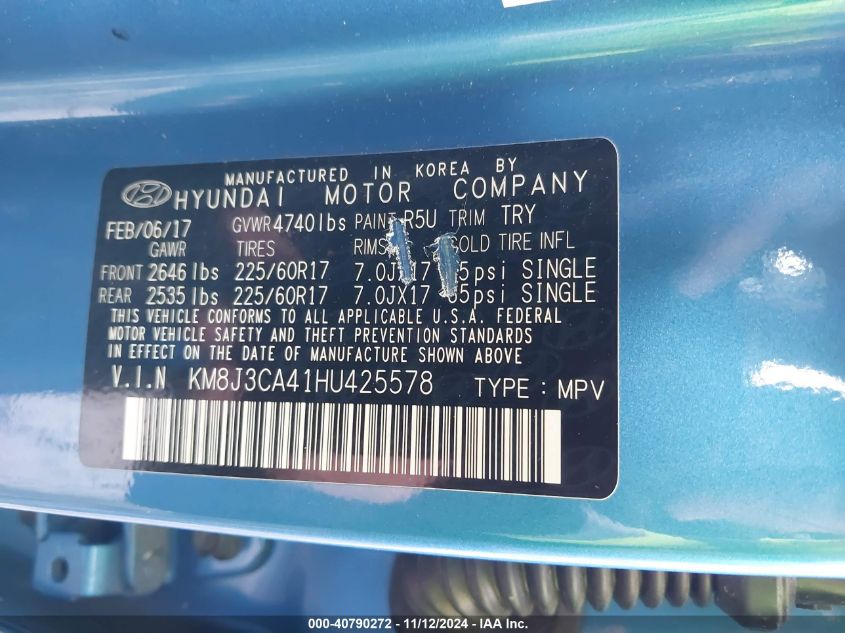 MANUFACTURED IN KOREA BY
HYUNDAI MOTOR COMPANY
FEB/06/17 GVWR 4740 lbs PAINT R5U TRIM TRY
GAWR TIRES RIMS COLD TIRE INFL
FRONT 2646 lbs 225/60R17 7.0JX17 psi SINGLE
REAR 2535 lbs 225/60R17 7.0JX17 psi SINGLE
THIS VEHICLE CONFORMS TO ALL APPLICABLE U.S.A. FEDERAL
MOTOR VEHICLE SAFETY AND THEFT PREVENTION STANDARDS
IN EFFECT ON THE DATE OF MANUFACTURE SHOWN ABOVE
V.I.N KM8J3CA41HU425578 TYPE : MPV
000-40790272 - 11/12/2024 - IAA Inc.